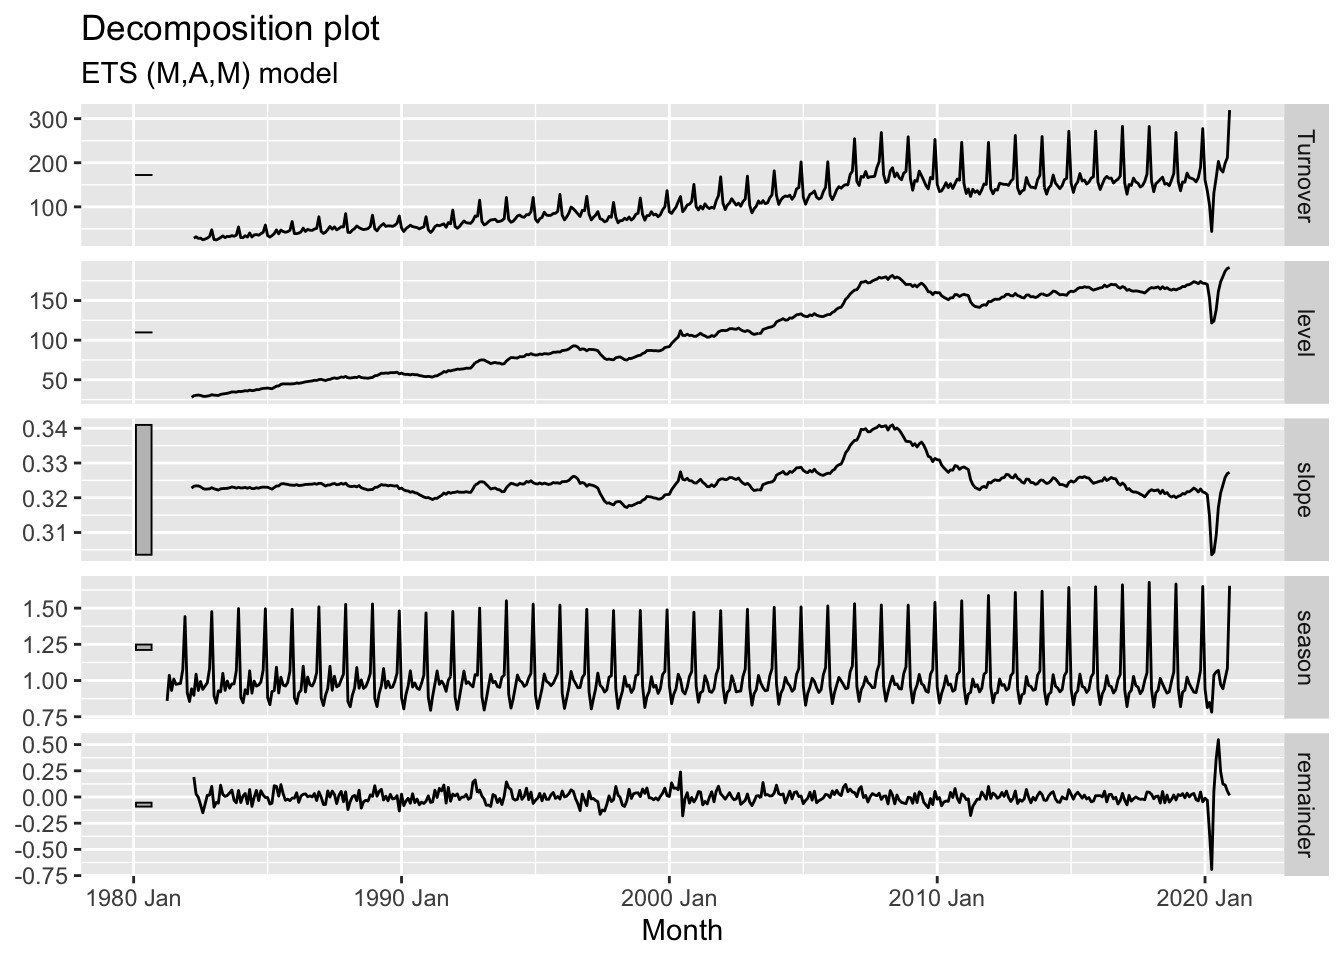 Decomposition plot
ETS (M,A,M) model
300
200
100
Turnover
150
100
50
level
0.34
0.33
0.32
0.31
slope
1.50
1.25
1.00
0.75
season
0.50
0.25
0.00
-0.25
-0.50
-0.75
remainder
1980 Jan 1990 Jan 2000 Jan 2010 Jan 2020 Jan
Month